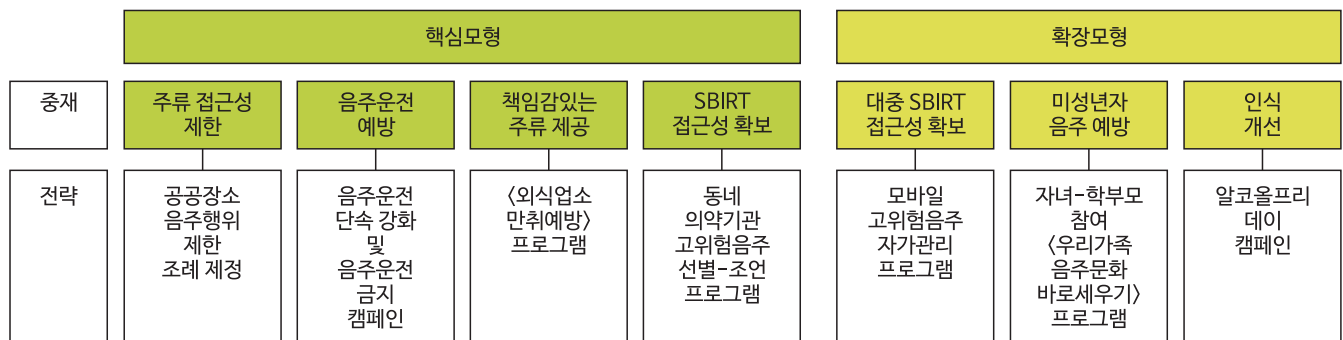 핵심모형
확장모형
중재
주류 접근성
제한
음주운전
예방
책임감있는
주류 제공
SBIRT
접근성 확보
대중 SBIRT
접근성 확보
미성년자
음주 예방
인식
개선
전략
공공장소
음주행위
제한
조례 제정
음주운전
단속 강화
및
음주운전
금지
캠페인
〈외식업소
만취예방〉
프로그램
동네
의약기관
고위험음주
선별-조언
프로그램
모바일
고위험음주
자가관리
프로그램
자녀-학부모
참여
〈우리가족
음주문화
바로세우기〉
프로그램
알코올프리
데이
캠페인